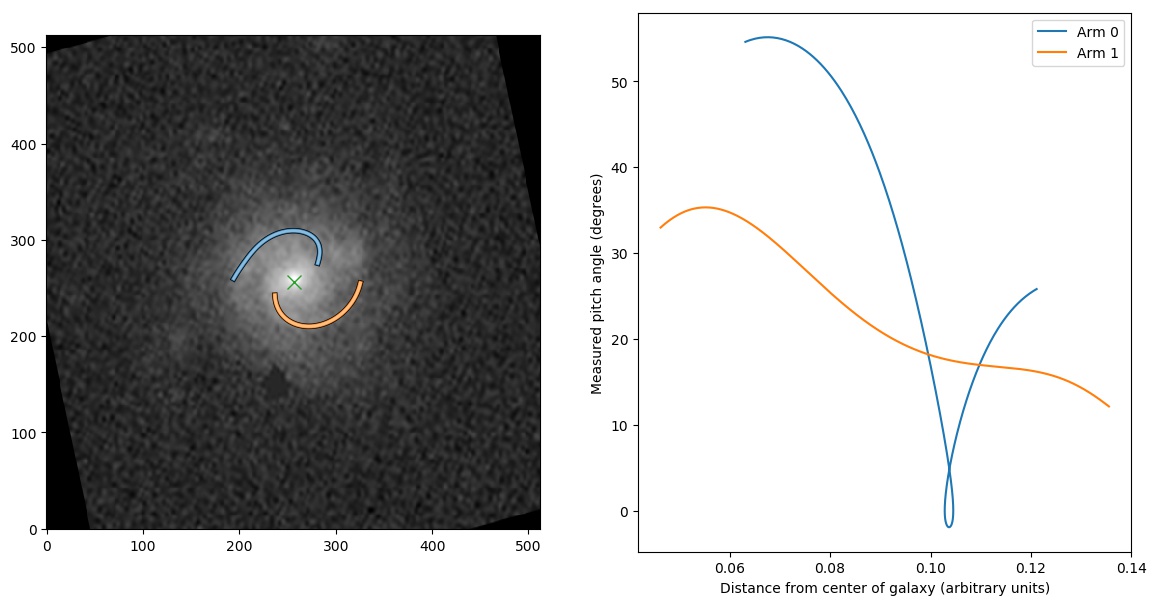 500
400
300
200
100
0
0 100 200 300 400 500
Measured pitch angle (degrees)
50
40
30
20
10
0
0.06 0.08 0.10 0.12 0.14
Distance from center of galaxy (arbitrary units)
Arm 0
Arm 1